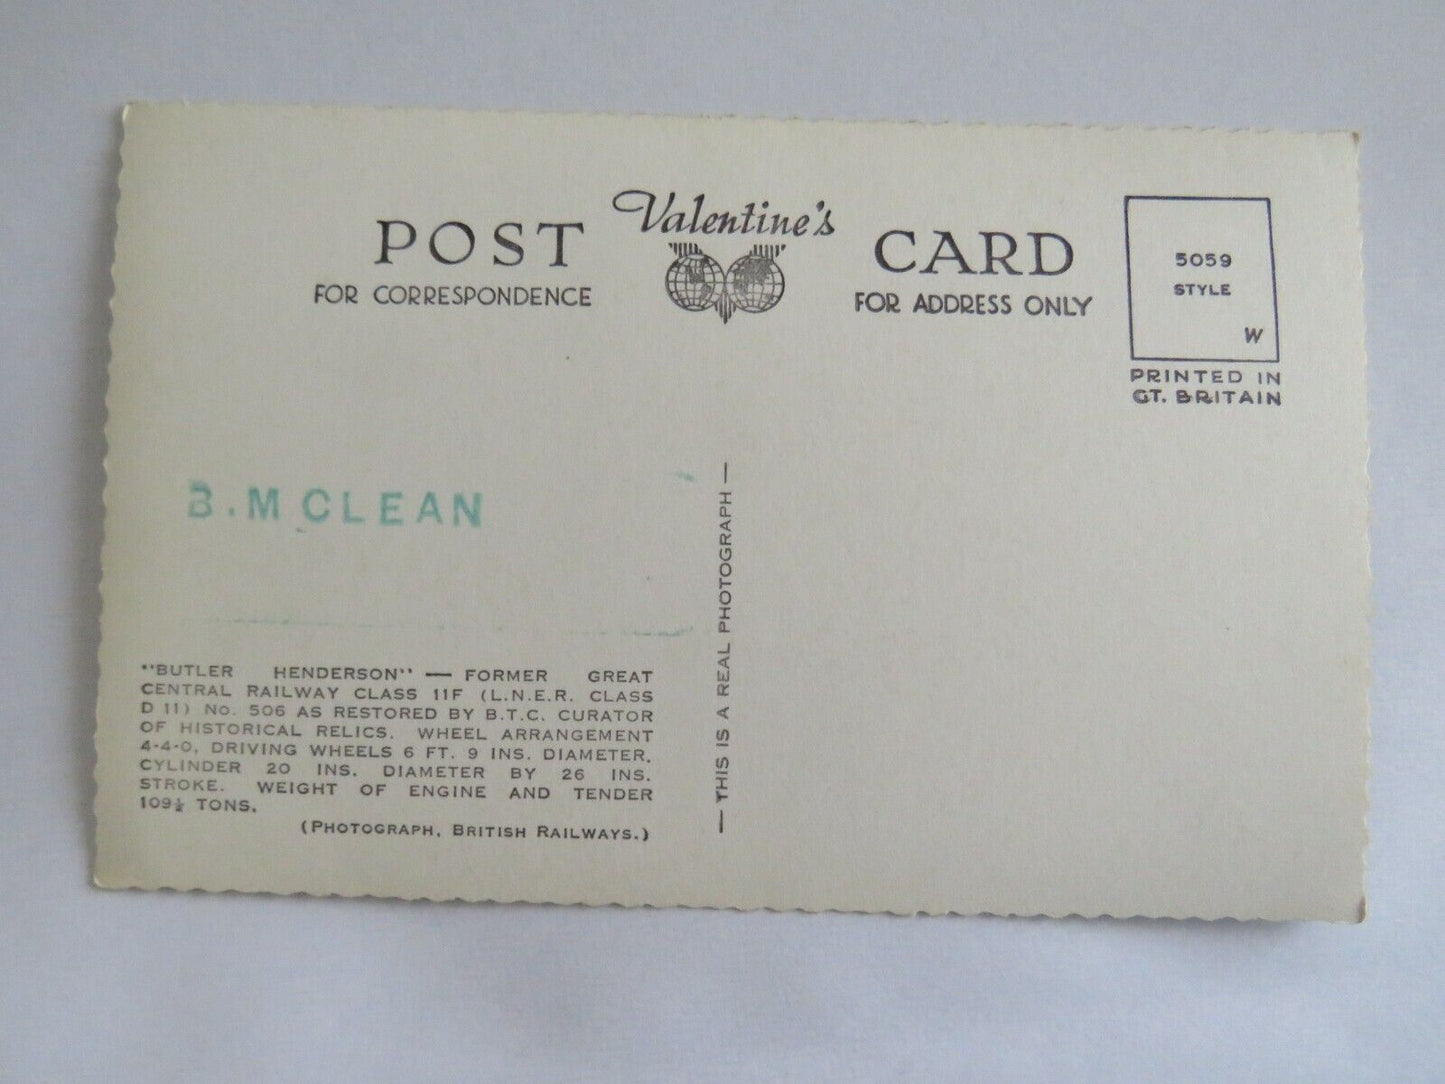 Valentine's
POST CARD
FOR CORRESPONDENCE
FOR ADDRESS ONLY
5059
STYLE
W
PRINTED IN
GT. BRITAIN
B. M CLEAN
"BUTLER HENDERSON" — FORMER GREAT
CENTRAL RAILWAY CLASS 11F (L.N.E.R. CLASS
D 11) No. 506 AS RESTORED BY B.T.C. CURATOR
OF HISTORICAL RELICS. WHEEL ARRANGEMENT
4-4-0, DRIVING WHEELS 6 FT. 9 INS. DIAMETER.
CYLINDER 20 INS. DIAMETER BY 26 INS.
STROKE. WEIGHT OF ENGINE AND TENDER
109½ TONS.
(PHOTOGRAPH, BRITISH RAILWAYS.)
— THIS IS A REAL PHOTOGRAPH —